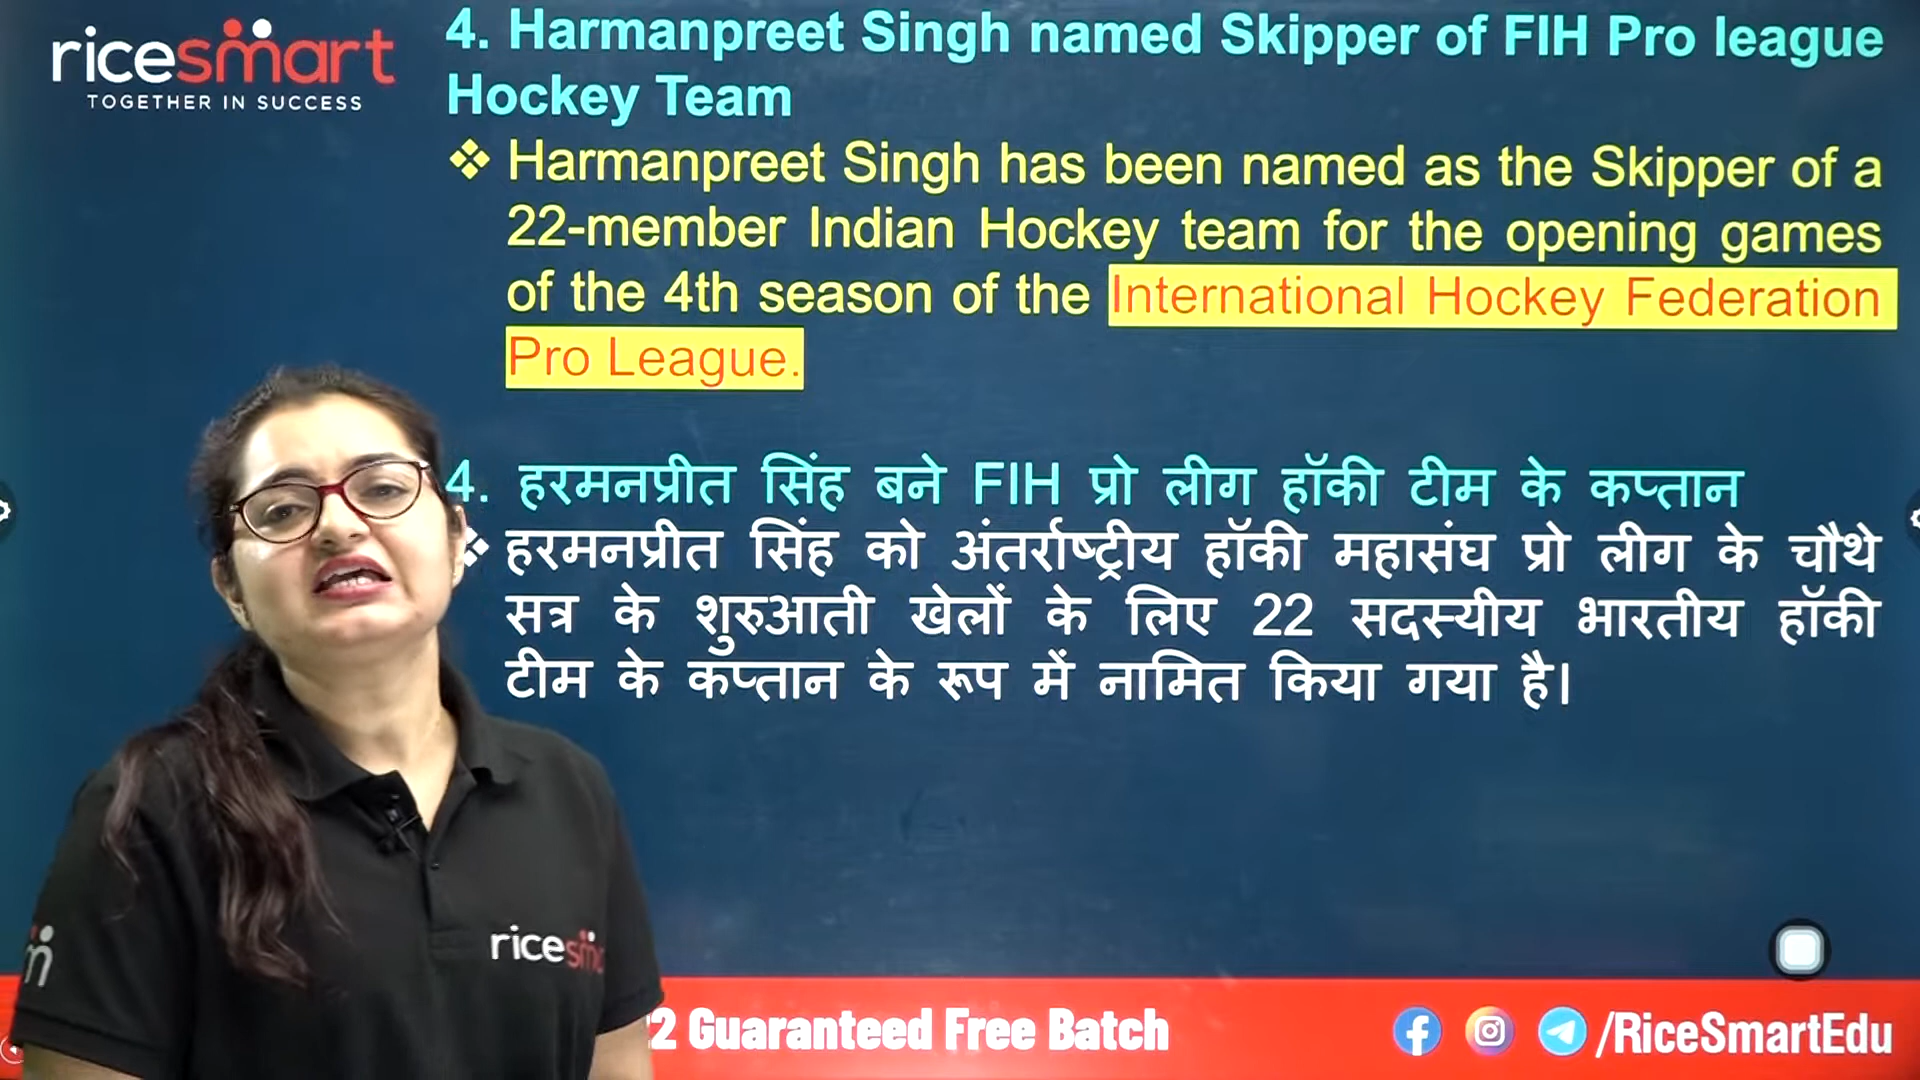 ricesmart
TOGETHER IN SUCCESS
4. Harmanpreet Singh named Skipper of FIH Pro league
Hockey Team
❖ Harmanpreet Singh has been named as the Skipper of a
22-member Indian Hockey team for the opening games
of the 4th season of the International Hockey Federation
Pro League.
4. हरमनप्रीत सिंह बने FIH प्रो लीग हॉकी टीम के कप्तान
❖ हरमनप्रीत सिंह को अंतर्राष्ट्रीय हॉकी महासंघ प्रो लीग के चौथे
सत्र के शुरुआती खेलों के लिए 22 सदस्यीय भारतीय हॉकी
टीम के कप्तान के रूप में नामित किया गया है।
rice
2 Guaranteed Free Batch
/RiceSmartEdu